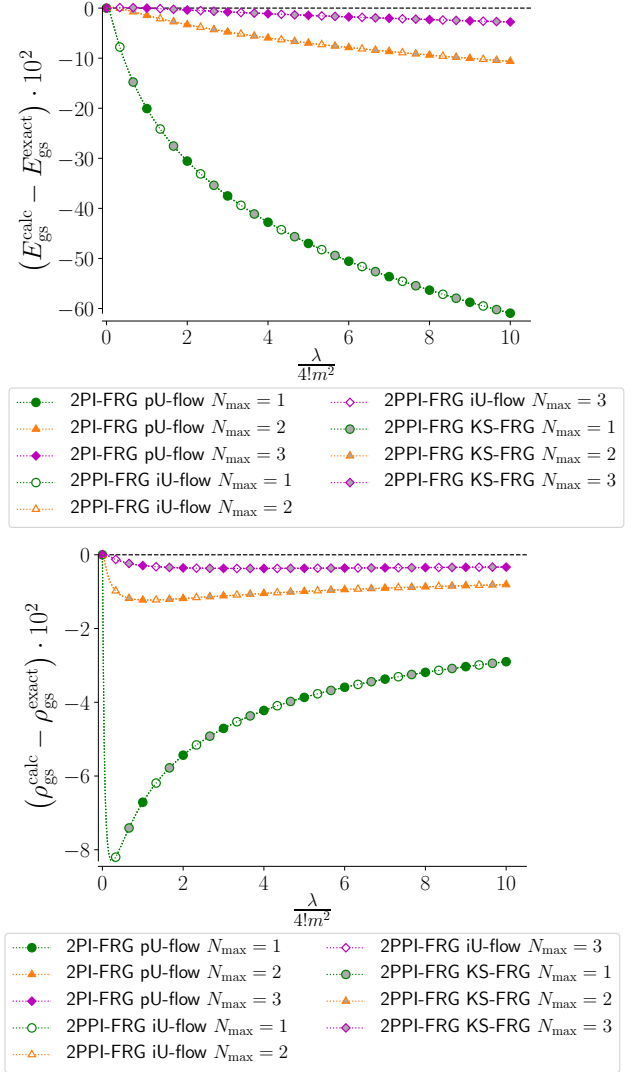 0
−10
−20
−30
−40
−50
−60
(E_gs^calc − E_gs^exact) · 10²
0 2 4 6 8 10
λ/4!m²
2PI-FRG pU-flow N_max = 1
2PI-FRG pU-flow N_max = 2
2PI-FRG pU-flow N_max = 3
2PPI-FRG iU-flow N_max = 1
2PPI-FRG iU-flow N_max = 2
2PPI-FRG iU-flow N_max = 3
2PPI-FRG KS-FRG N_max = 1
2PPI-FRG KS-FRG N_max = 2
2PPI-FRG KS-FRG N_max = 3
0
−2
−4
−6
−8
(ρ_gs^calc − ρ_gs^exact) · 10²
0 2 4 6 8 10
λ/4!m²
2PI-FRG pU-flow N_max = 1
2PI-FRG pU-flow N_max = 2
2PI-FRG pU-flow N_max = 3
2PPI-FRG iU-flow N_max = 1
2PPI-FRG iU-flow N_max = 2
2PPI-FRG iU-flow N_max = 3
2PPI-FRG KS-FRG N_max = 1
2PPI-FRG KS-FRG N_max = 2
2PPI-FRG KS-FRG N_max = 3